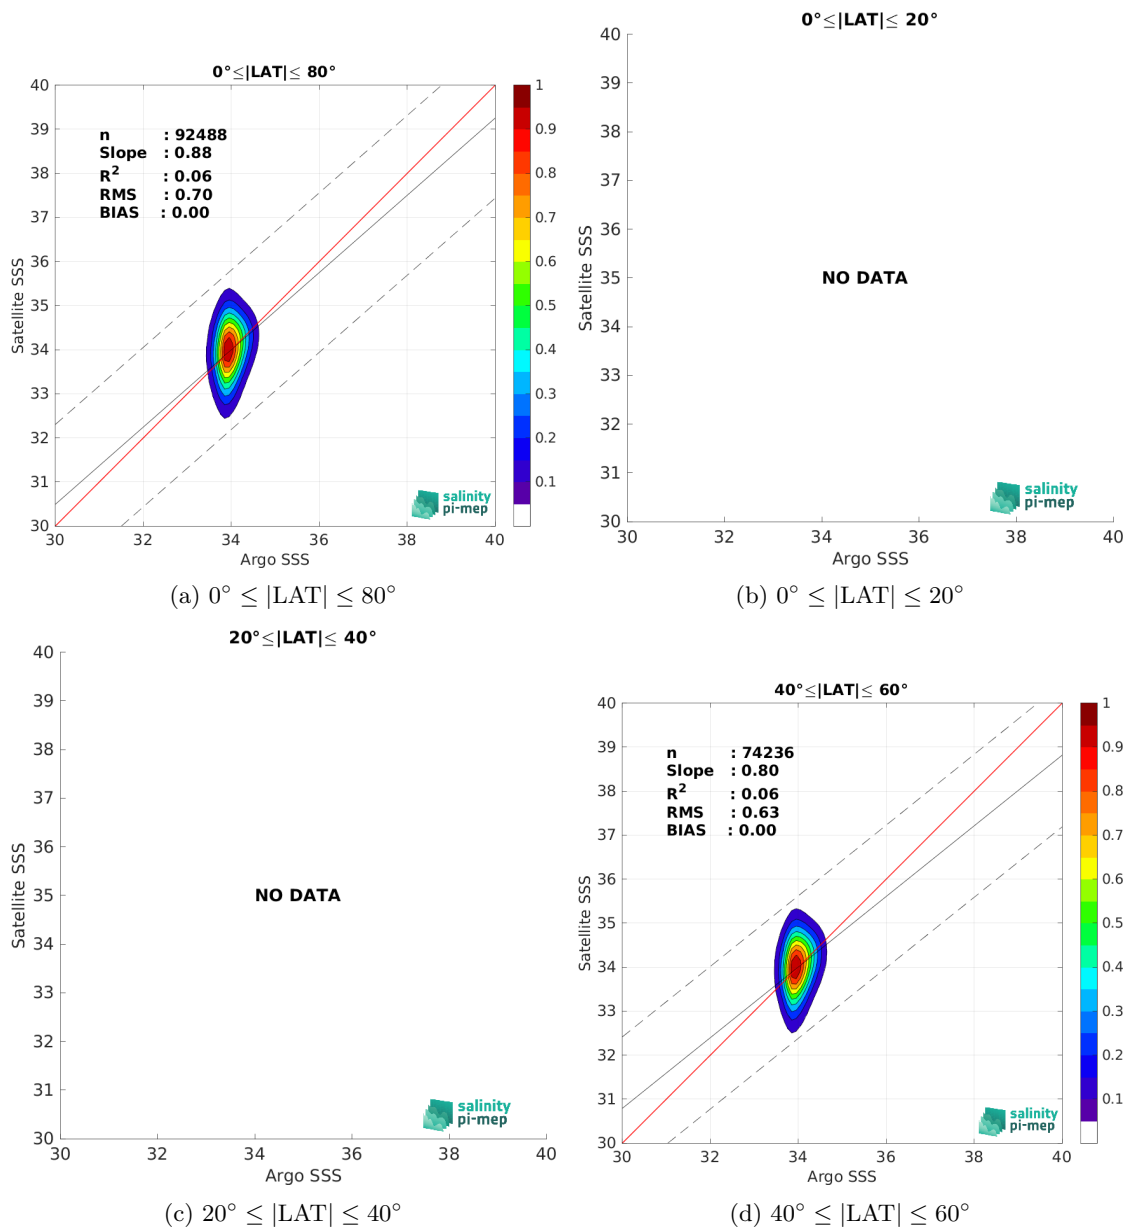 0°≤|LAT|≤ 80°
40
39
38
37
36
35
34
33
32
31
30
Satellite SSS
n : 92488
Slope : 0.88
R² : 0.06
RMS : 0.70
BIAS : 0.00
salinity
pi-mep
30 32 34 36 38 40
Argo SSS
1
0.9
0.8
0.7
0.6
0.5
0.4
0.3
0.2
0.1
(a) 0° ≤ |LAT| ≤ 80°
0°≤|LAT|≤ 20°
40
39
38
37
36
35
34
33
32
31
30
Satellite SSS
NO DATA
salinity
pi-mep
30 32 34 36 38 40
Argo SSS
(b) 0° ≤ |LAT| ≤ 20°
20°≤|LAT|≤ 40°
40
39
38
37
36
35
34
33
32
31
30
Satellite SSS
NO DATA
salinity
pi-mep
30 32 34 36 38 40
Argo SSS
(c) 20° ≤ |LAT| ≤ 40°
40°≤|LAT|≤ 60°
40
39
38
37
36
35
34
33
32
31
30
Satellite SSS
n : 74236
Slope : 0.80
R² : 0.06
RMS : 0.63
BIAS : 0.00
salinity
pi-mep
30 32 34 36 38 40
Argo SSS
1
0.9
0.8
0.7
0.6
0.5
0.4
0.3
0.2
0.1
(d) 40° ≤ |LAT| ≤ 60°